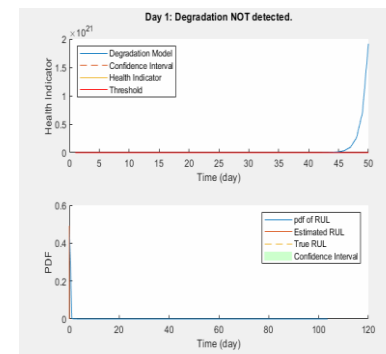 Day 1: Degradation NOT detected.
×10^21
2
1.5
1
0.5
0
Health Indicator
Degradation Model
Confidence Interval
Health Indicator
Threshold
0 5 10 15 20 25 30 35 40 45 50
Time (day)
0.6
0.4
0.2
0
PDF
pdf of RUL
Estimated RUL
True RUL
Confidence Interval
0 20 40 60 80 100 120
Time (day)